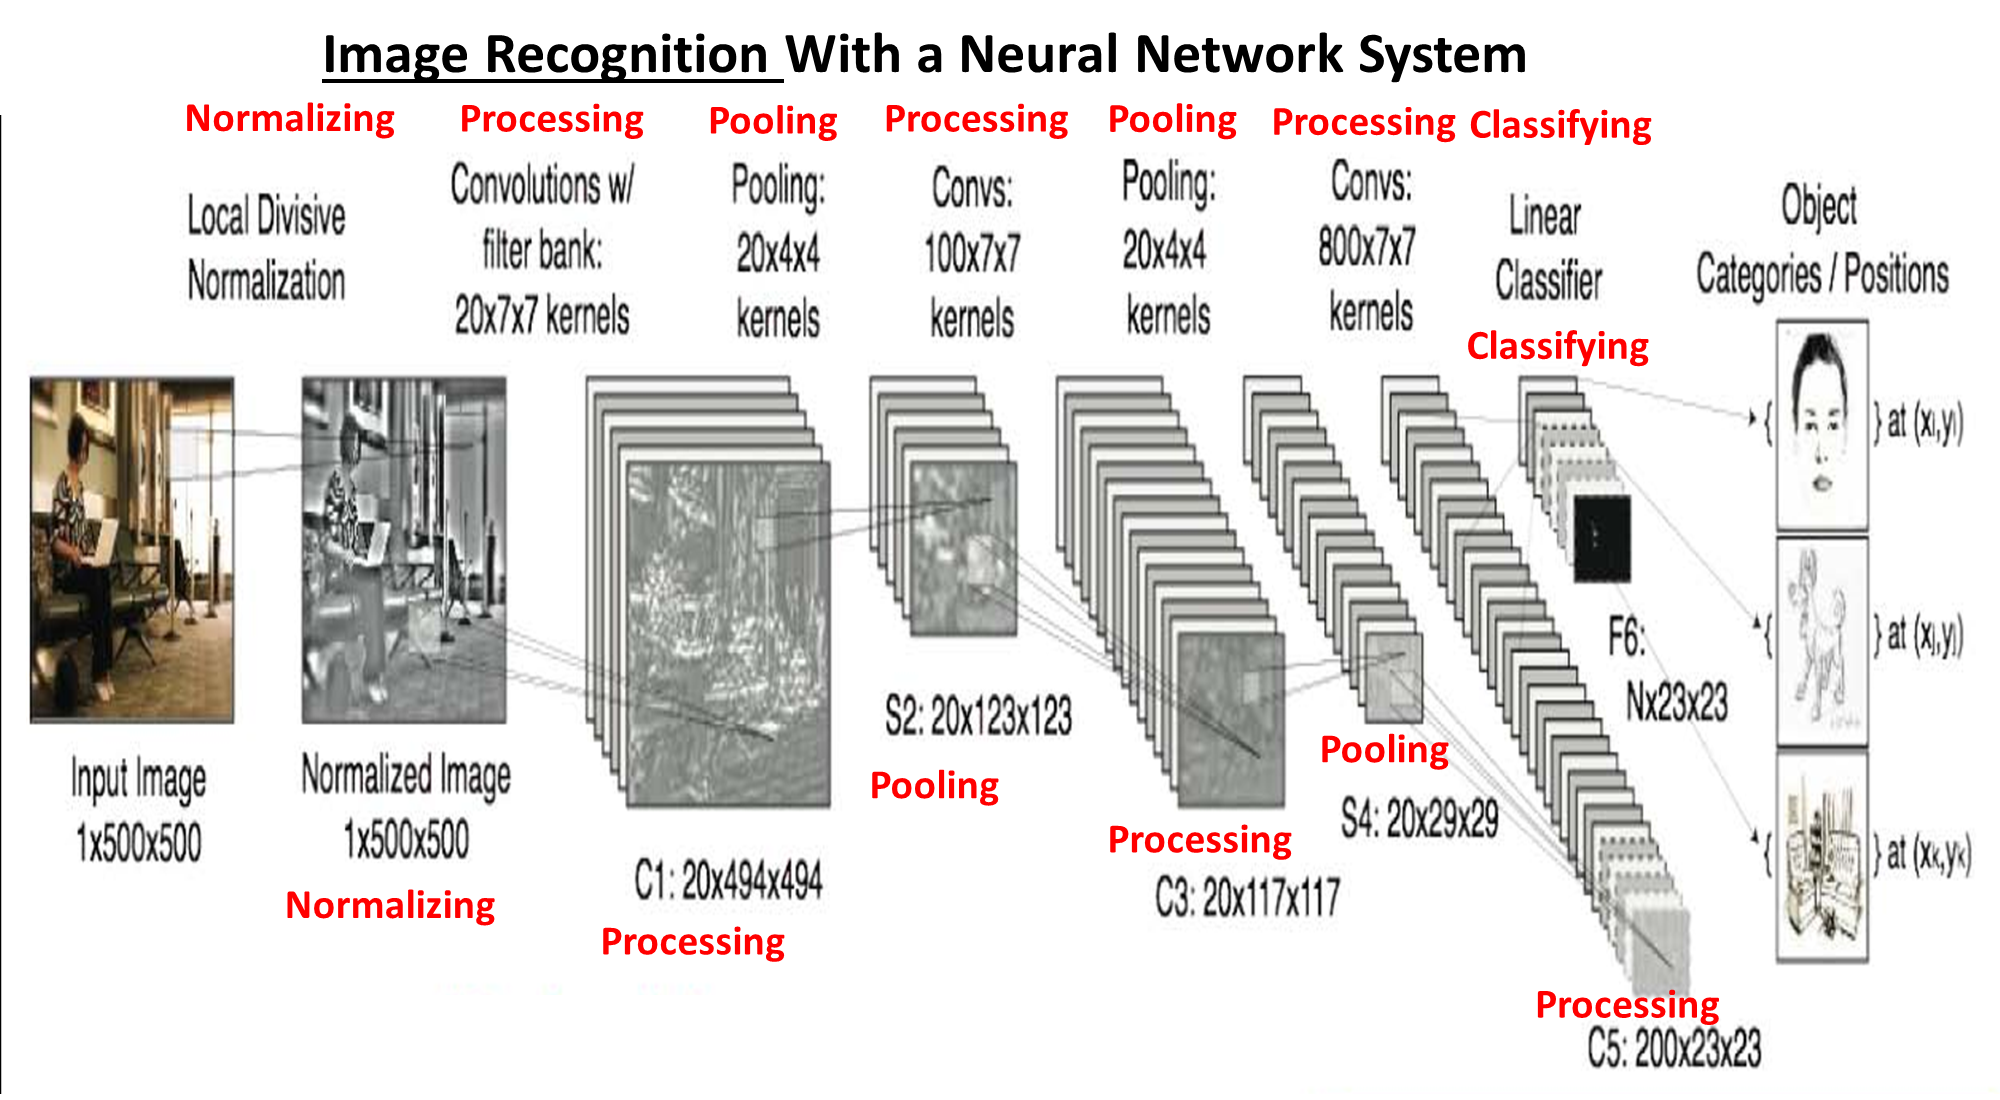 Image Recognition With a Neural Network System
Normalizing
Processing
Pooling
Processing
Pooling
Processing
Classifying
Local Divisive
Normalization
Convolutions w/
filter bank:
20x7x7 kernels
Pooling:
20x4x4
kernels
Convs:
100x7x7
kernels
Pooling:
20x4x4
kernels
Convs:
800x7x7
kernels
Linear
Classifier
Object
Categories / Positions
Classifying
{ } at (xi,yi)
{ } at (xj,yj)
{ } at (xk,yk)
F6:
Nx23x23
Input Image
1x500x500
Normalized Image
1x500x500
Normalizing
C1: 20x494x494
Processing
S2: 20x123x123
Pooling
Processing
C3: 20x117x117
Pooling
S4: 20x29x29
Processing
C5: 200x23x23